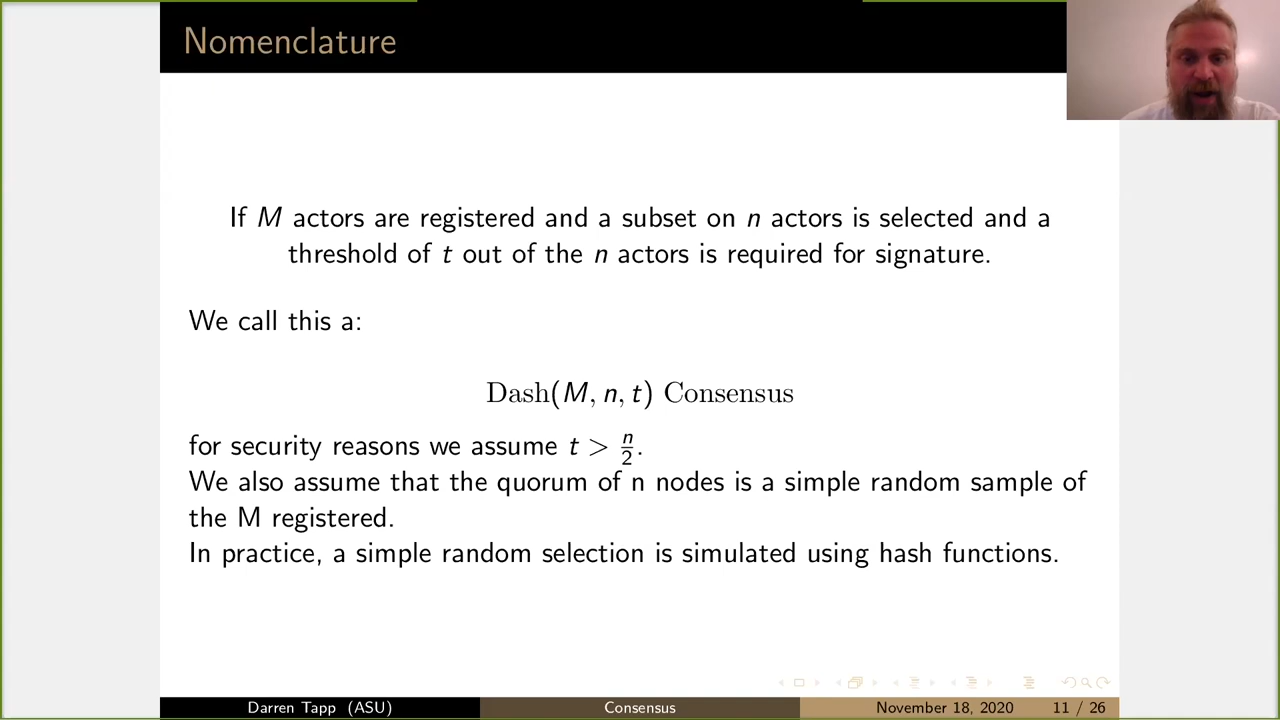 Nomenclature
If M actors are registered and a subset on n actors is selected and a
threshold of t out of the n actors is required for signature.
We call this a:
Dash(M, n, t) Consensus
for security reasons we assume t > n/2.
We also assume that the quorum of n nodes is a simple random sample of
the M registered.
In practice, a simple random selection is simulated using hash functions.
Darren Tapp (ASU) Consensus November 18, 2020 11 / 26